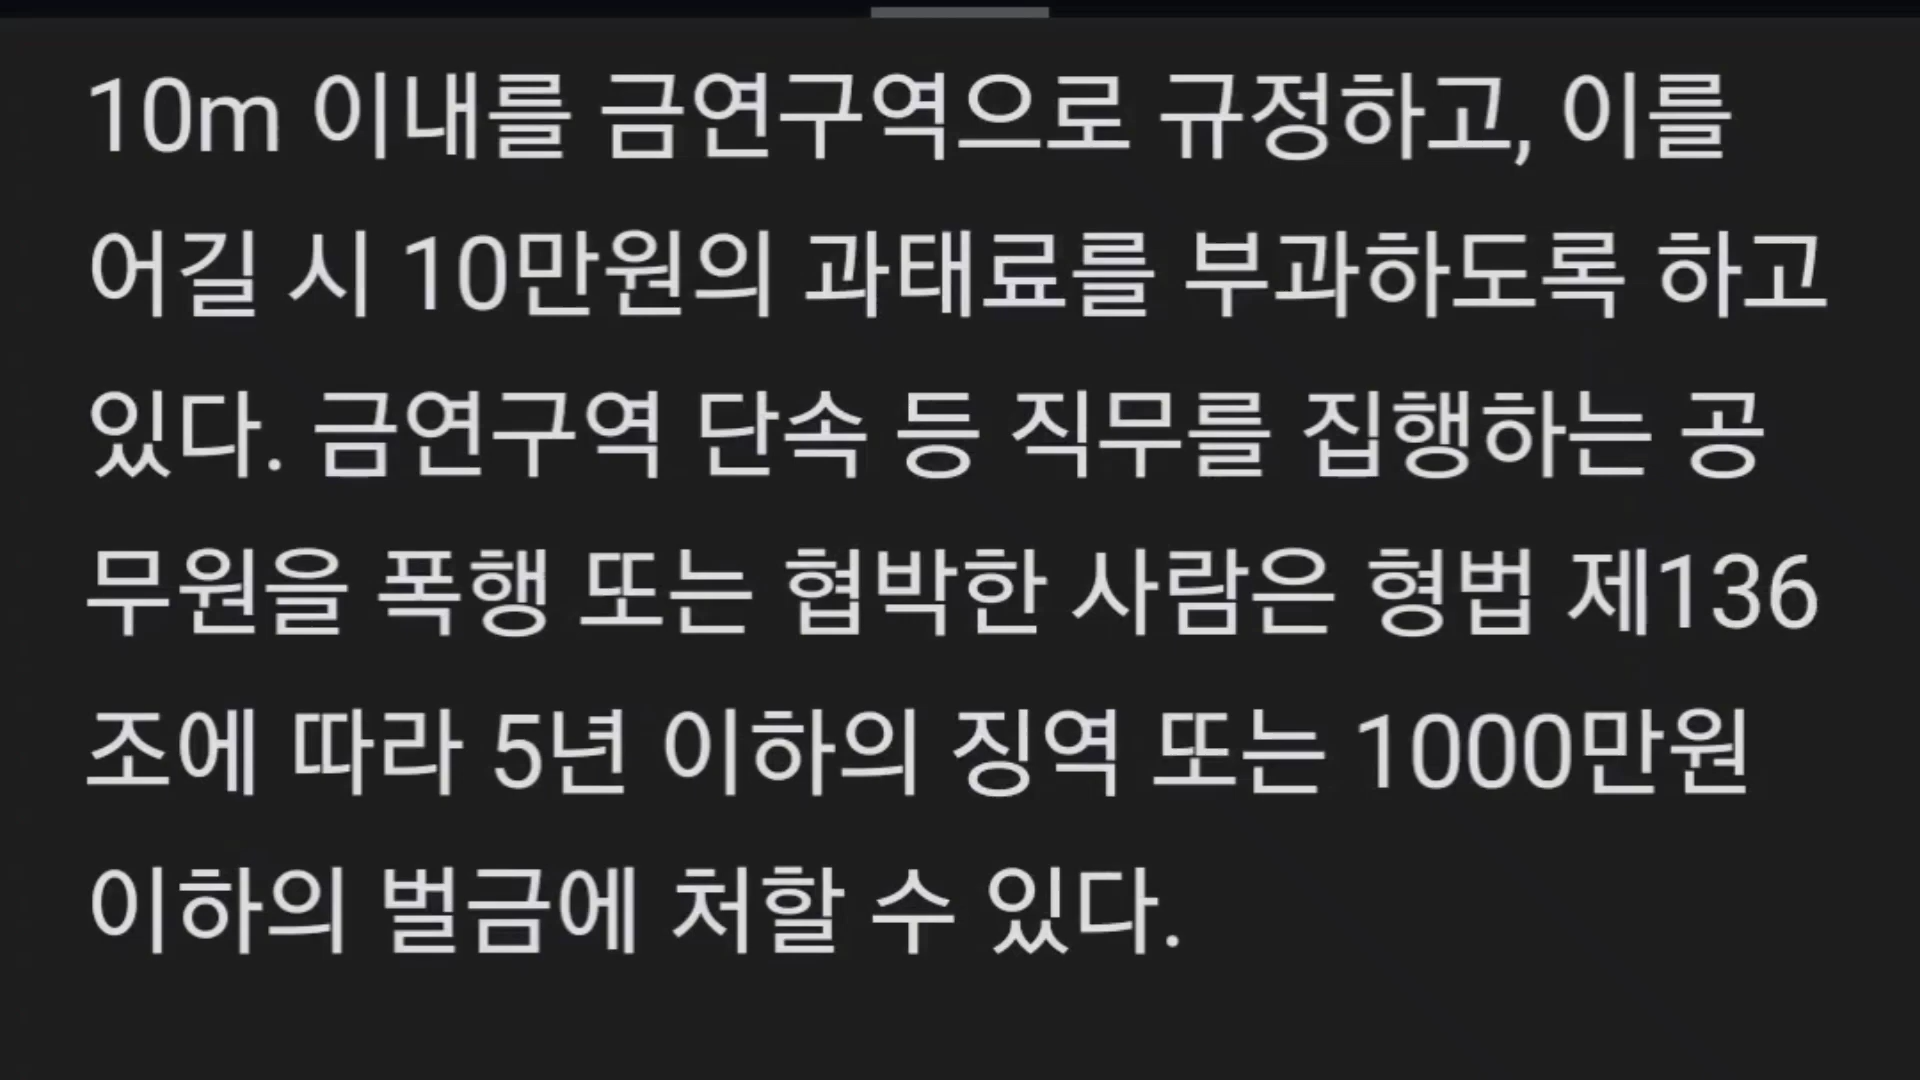 10m 이내를 금연구역으로 규정하고, 이를
어길 시 10만원의 과태료를 부과하도록 하고
있다. 금연구역 단속 등 직무를 집행하는 공
무원을 폭행 또는 협박한 사람은 형법 제136
조에 따라 5년 이하의 징역 또는 1000만원
이하의 벌금에 처할 수 있다.